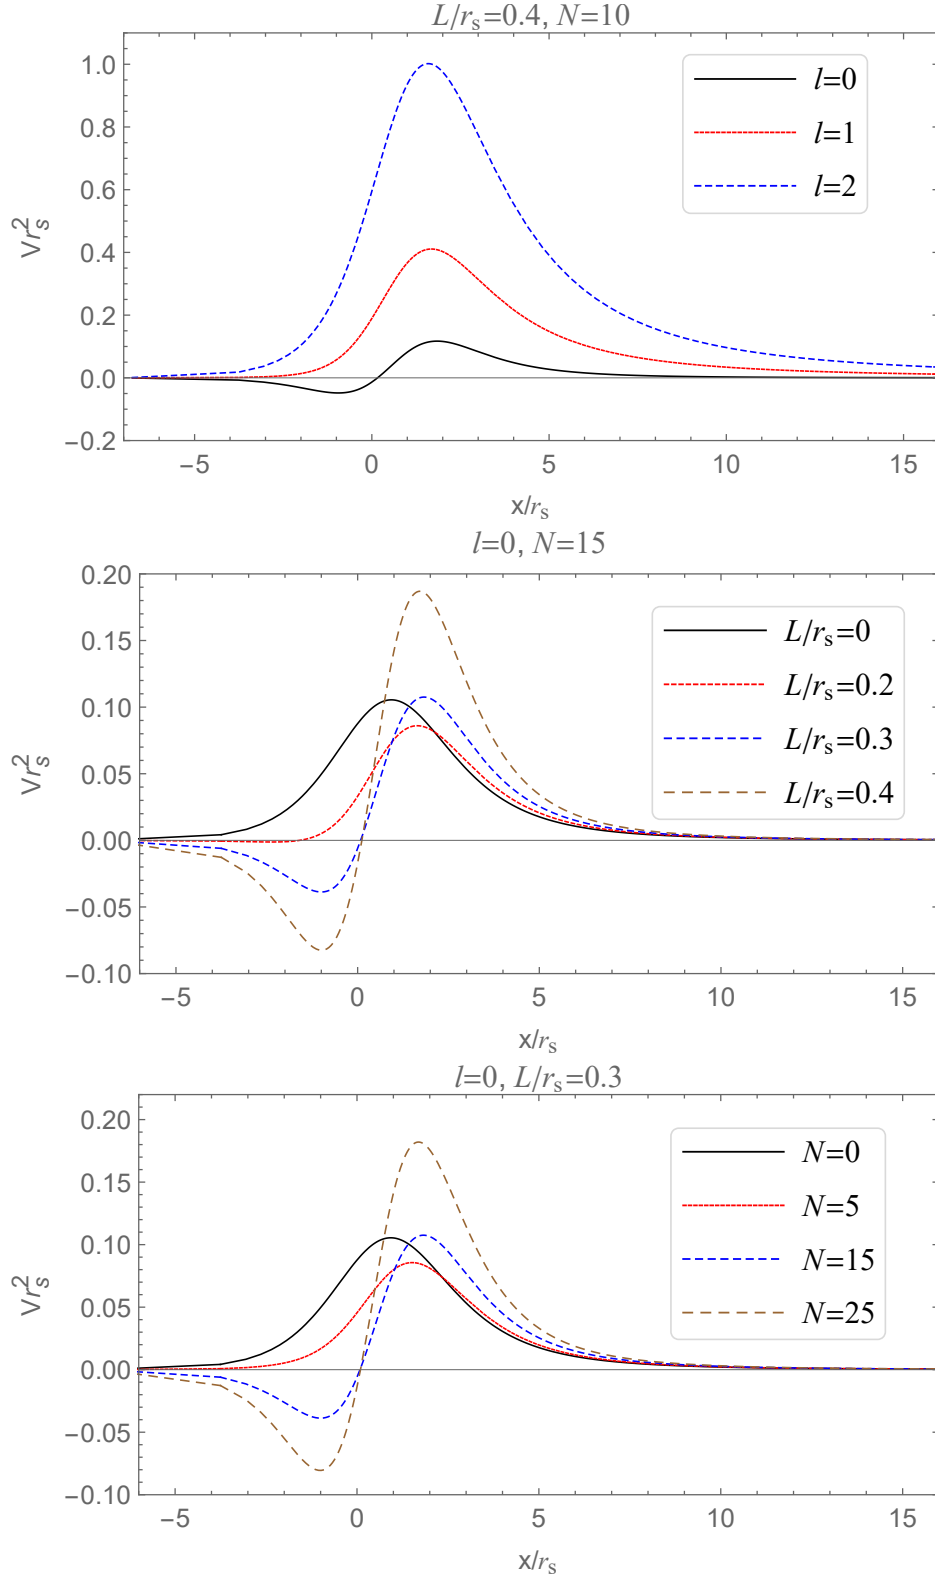 L/rs=0.4, N=10
1.0
0.8
0.6
0.4
0.2
0.0
−0.2
V rs²
l=0
l=1
l=2
−5 0 5 10 15
x/rs
l=0, N=15
0.20
0.15
0.10
0.05
0.00
−0.05
−0.10
V rs²
L/rs=0
L/rs=0.2
L/rs=0.3
L/rs=0.4
−5 0 5 10 15
x/rs
l=0, L/rs=0.3
0.20
0.15
0.10
0.05
0.00
−0.05
−0.10
V rs²
N=0
N=5
N=15
N=25
−5 0 5 10 15
x/rs